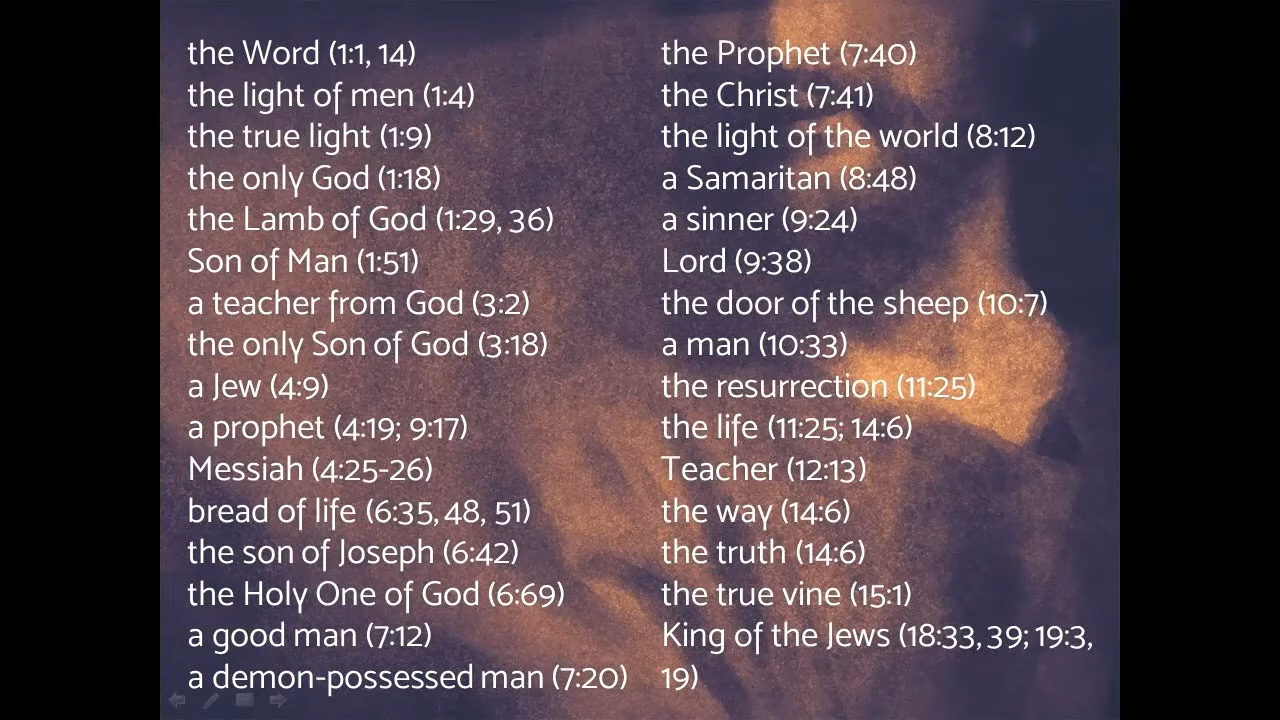 the Word (1:1, 14)
the light of men (1:4)
the true light (1:9)
the only God (1:18)
the Lamb of God (1:29, 36)
Son of Man (1:51)
a teacher from God (3:2)
the only Son of God (3:18)
a Jew (4:9)
a prophet (4:19; 9:17)
Messiah (4:25-26)
bread of life (6:35, 48, 51)
the son of Joseph (6:42)
the Holy One of God (6:69)
a good man (7:12)
a demon-possessed man (7:20)
the Prophet (7:40)
the Christ (7:41)
the light of the world (8:12)
a Samaritan (8:48)
a sinner (9:24)
Lord (9:38)
the door of the sheep (10:7)
a man (10:33)
the resurrection (11:25)
the life (11:25; 14:6)
Teacher (12:13)
the way (14:6)
the truth (14:6)
the true vine (15:1)
King of the Jews (18:33, 39; 19:3,
19)